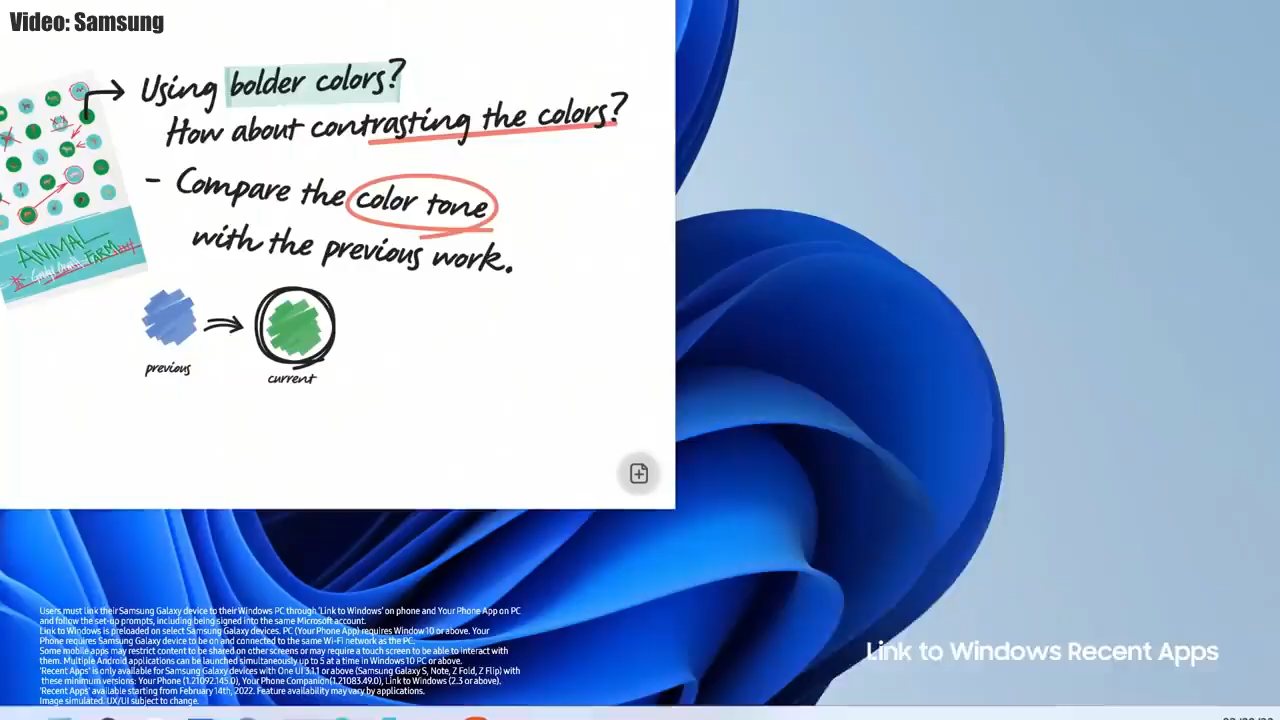 Video: Samsung
Using bolder colors?
How about contrasting the colors?
- Compare the color tone
with the previous work.
ANIMAL
FARM
previous
current
Users must link their Samsung Galaxy device to their Windows PC through 'Link to Windows' on phone and Your Phone App on PC
and follow the set-up prompts, including being signed into the same Microsoft account.
Link to Windows is preloaded on select Samsung Galaxy devices. PC (Your Phone App) requires Window10 or above. Your
Phone requires Samsung Galaxy device to be on and connected to the same Wi-Fi network as the PC.
Some mobile apps may restrict content to be shared on other screens or may require a touch screen to be able to interact with
them. Multiple Android applications can be launched simultaneously up to 5 at a time in Windows 10 PC or above.
'Recent Apps' is only available for Samsung Galaxy devices with One UI 3.1.1 or above (Samsung Galaxy S, Note, Z Fold, Z Flip) with
these minimum versions: Your Phone (1.21092.145.0), Your Phone Companion(1.21083.49.0), Link to Windows (2.3 or above).
'Recent Apps' available starting from February 14th, 2022. Feature availability may vary by applications.
Image simulated. UX/UI subject to change.
Link to Windows Recent Apps